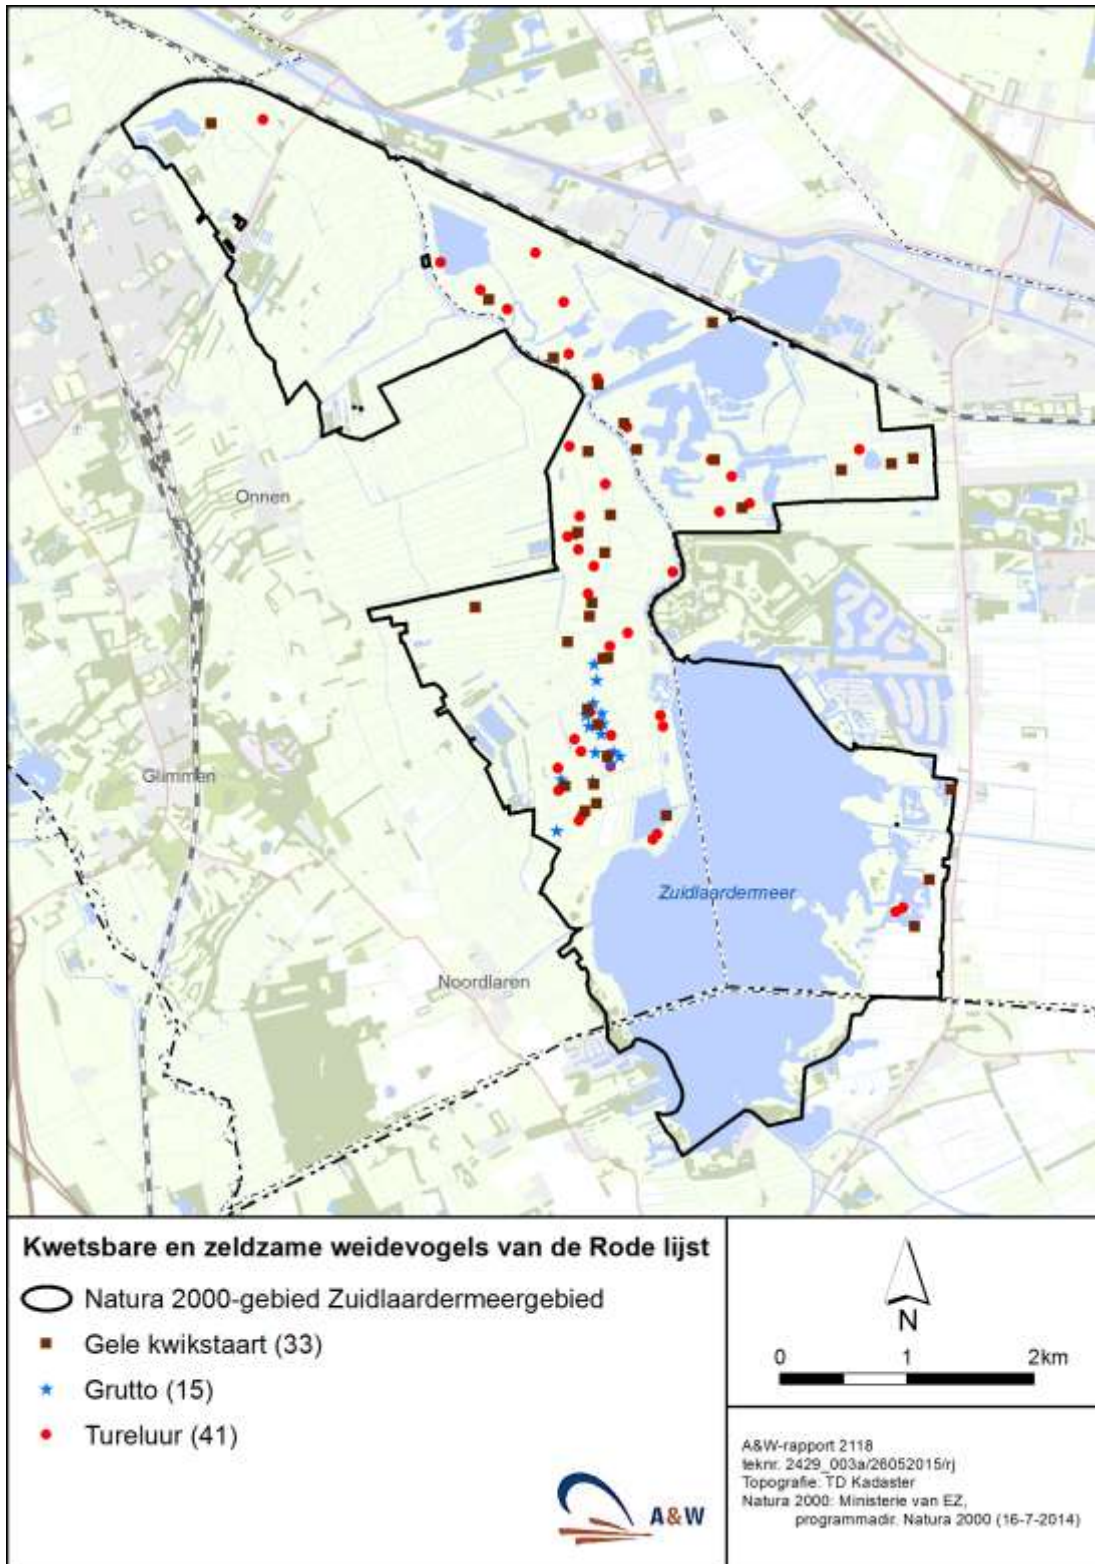 Onnen
Glimmen
Zuidlaardermeer
Noordlaren
Kwetsbare en zeldzame weidevogels van de Rode lijst
Natura 2000-gebied Zuidlaardermeergebied
Gele kwikstaart (33)
Grutto (15)
Tureluur (41)
A&W
N
0 1 2km
A&W-rapport 2118
teknr. 2429_003a/26052015/rj
Topografie: TD Kadaster
Natura 2000: Ministerie van EZ,
programmadir. Natura 2000 (16-7-2014)